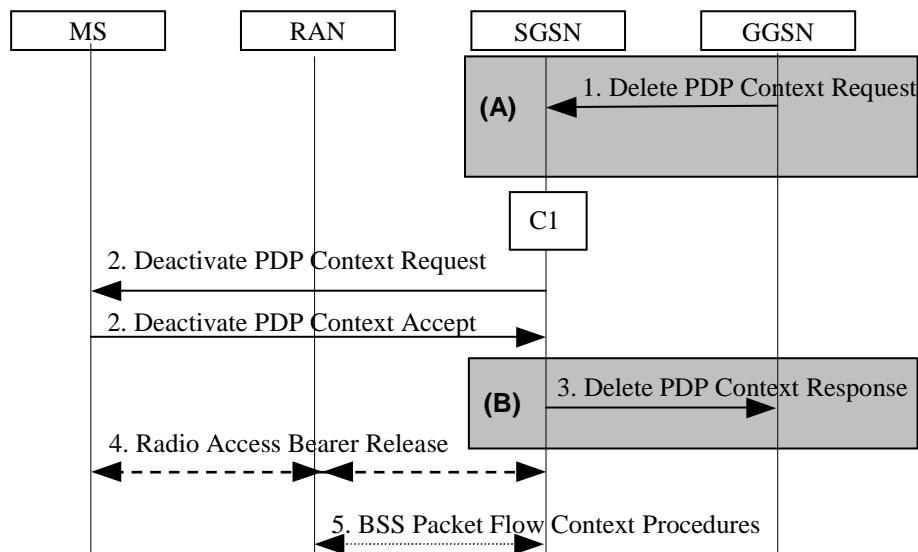 MS RAN SGSN GGSN
1. Delete PDP Context Request
(A)
C1
2. Deactivate PDP Context Request
2. Deactivate PDP Context Accept
3. Delete PDP Context Response
(B)
4. Radio Access Bearer Release
5. BSS Packet Flow Context Procedures